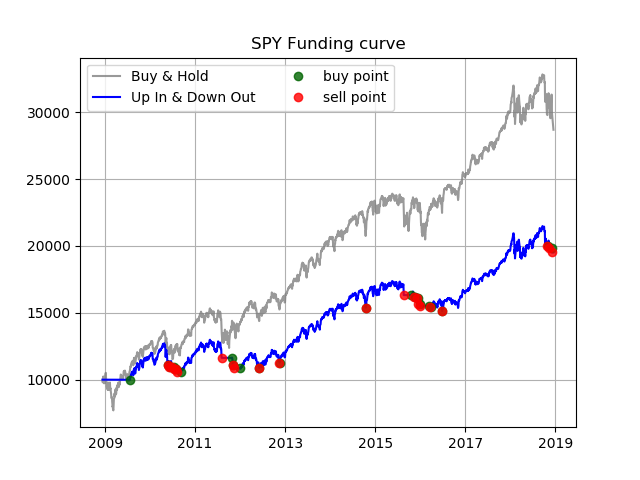 SPY Funding curve
Buy & Hold
Up In & Down Out
buy point
sell point
30000
25000
20000
15000
10000
2009 2011 2013 2015 2017 2019